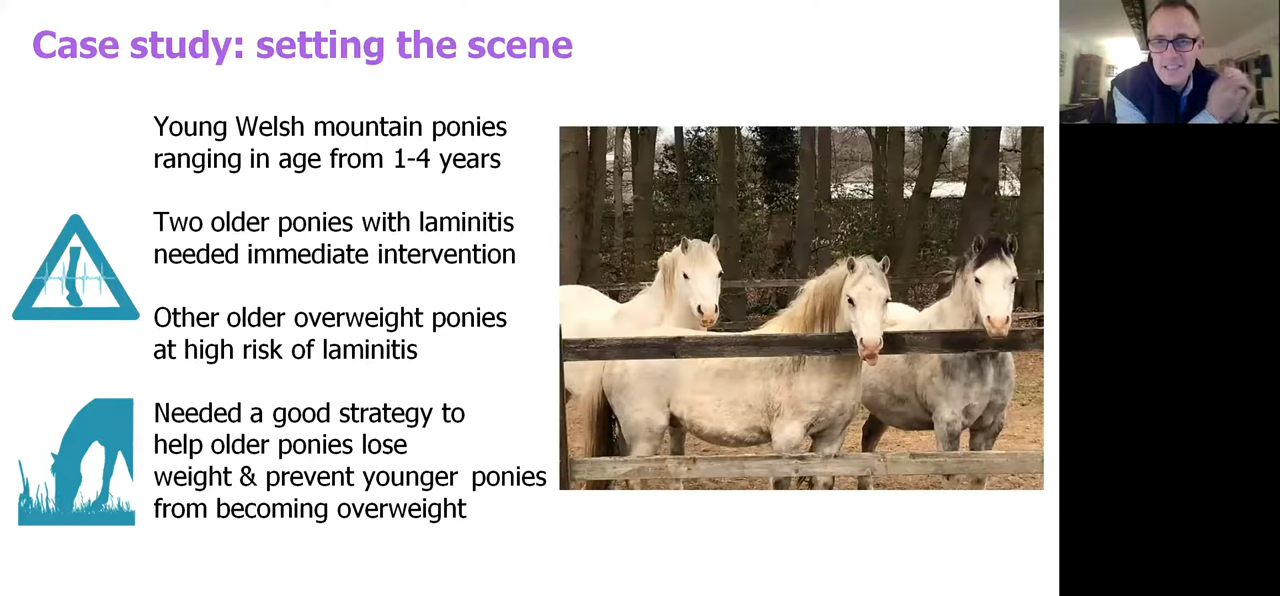 Case study: setting the scene
Young Welsh mountain ponies
ranging in age from 1-4 years
Two older ponies with laminitis
needed immediate intervention
Other older overweight ponies
at high risk of laminitis
Needed a good strategy to
help older ponies lose
weight & prevent younger ponies
from becoming overweight